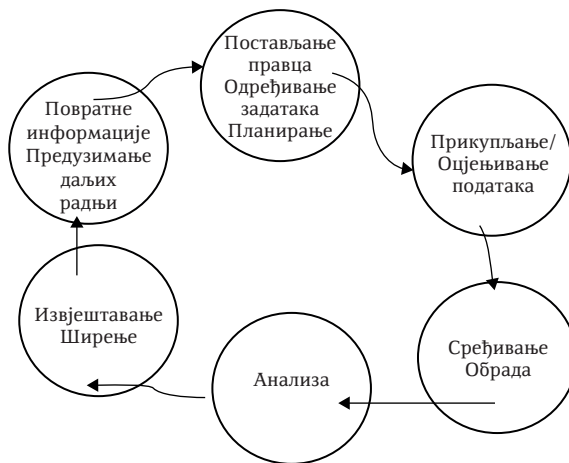 Постављање
правца
Одређивање
задатака
Планирање
Прикупљање/
Оцјењивање
података
Сређивање
Обрада
Анализа
Извјештавање
Ширење
Повратне
информације
Предузимање
даљих
радњи